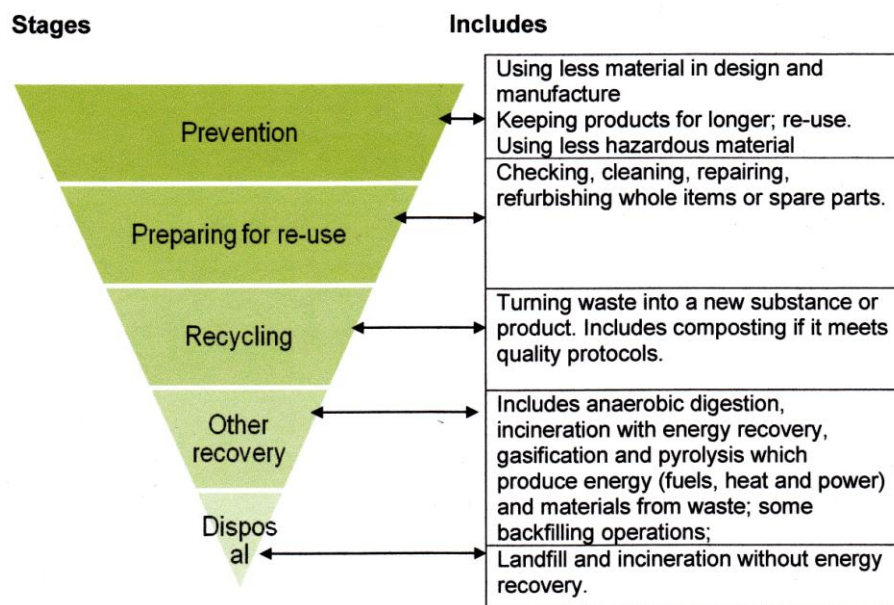 Stages
Includes
Prevention
Using less material in design and
manufacture
Keeping products for longer; re-use.
Using less hazardous material
Preparing for re-use
Checking, cleaning, repairing,
refurbishing whole items or spare parts.
Recycling
Turning waste into a new substance or
product. Includes composting if it meets
quality protocols.
Other
recovery
Includes anaerobic digestion,
incineration with energy recovery,
gasification and pyrolysis which
produce energy (fuels, heat and power)
and materials from waste; some
backfilling operations;
Dispos
al
Landfill and incineration without energy
recovery.